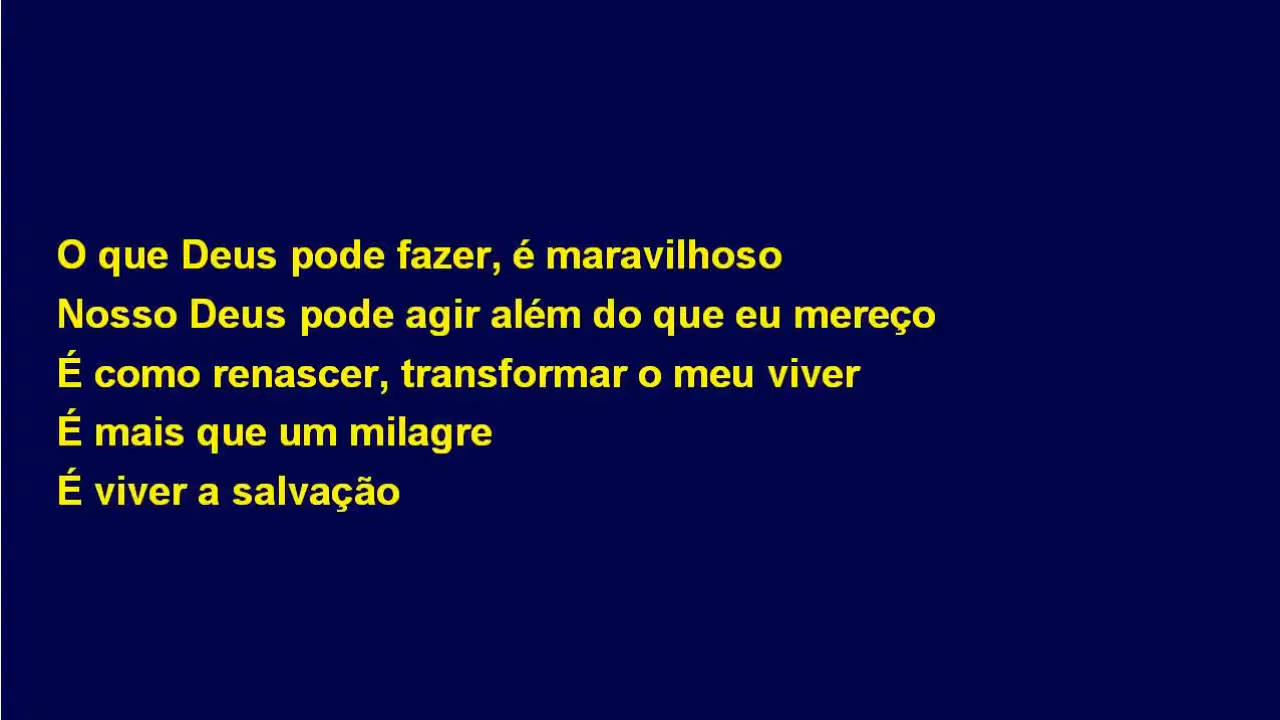 O que Deus pode fazer, é maravilhoso
Nosso Deus pode agir além do que eu mereço
É como renascer, transformar o meu viver
É mais que um milagre
É viver a salvação